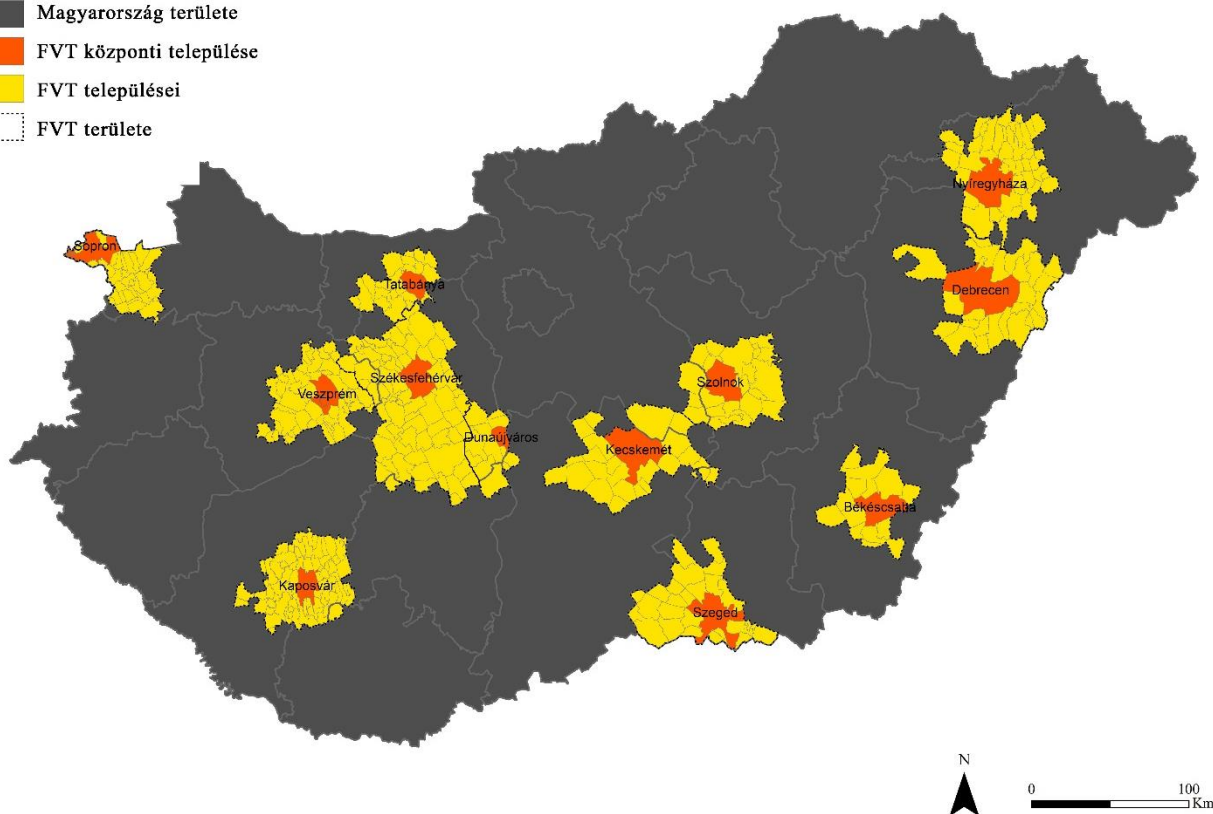 Magyarország területe
FVT központi települése
FVT települései
FVT területe
Nyíregyháza
Sopron
Tatabánya
Debrecen
Székesfehérvár
Szolnok
Veszprém
Dunaújváros
Kecskemét
Békéscsaba
Kaposvár
Szeged
N
0 100
Km